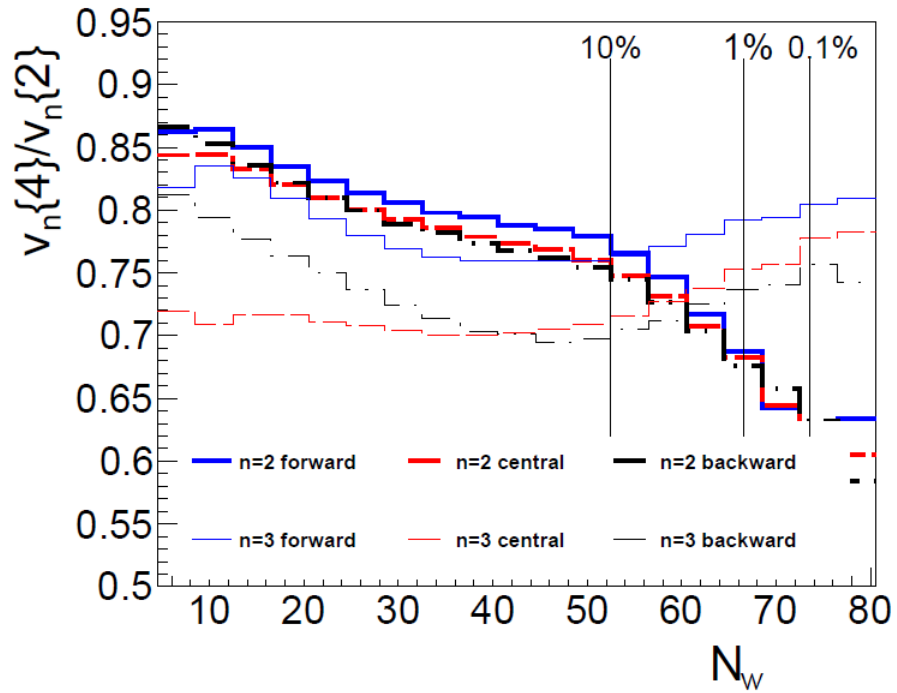 v_n{4}/v_n{2}
0.95
0.9
0.85
0.8
0.75
0.7
0.65
0.6
0.55
0.5
10% 1% 0.1%
n=2 forward n=2 central n=2 backward
n=3 forward n=3 central n=3 backward
10 20 30 40 50 60 70 80
N_w